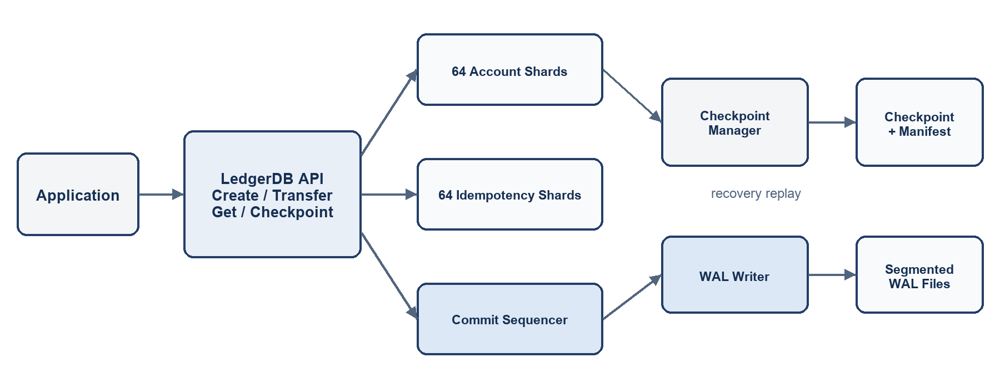 Application
LedgerDB API
Create / Transfer
Get / Checkpoint
64 Account Shards
64 Idempotency Shards
Commit Sequencer
Checkpoint
Manager
Checkpoint
+ Manifest
recovery replay
WAL Writer
Segmented
WAL Files